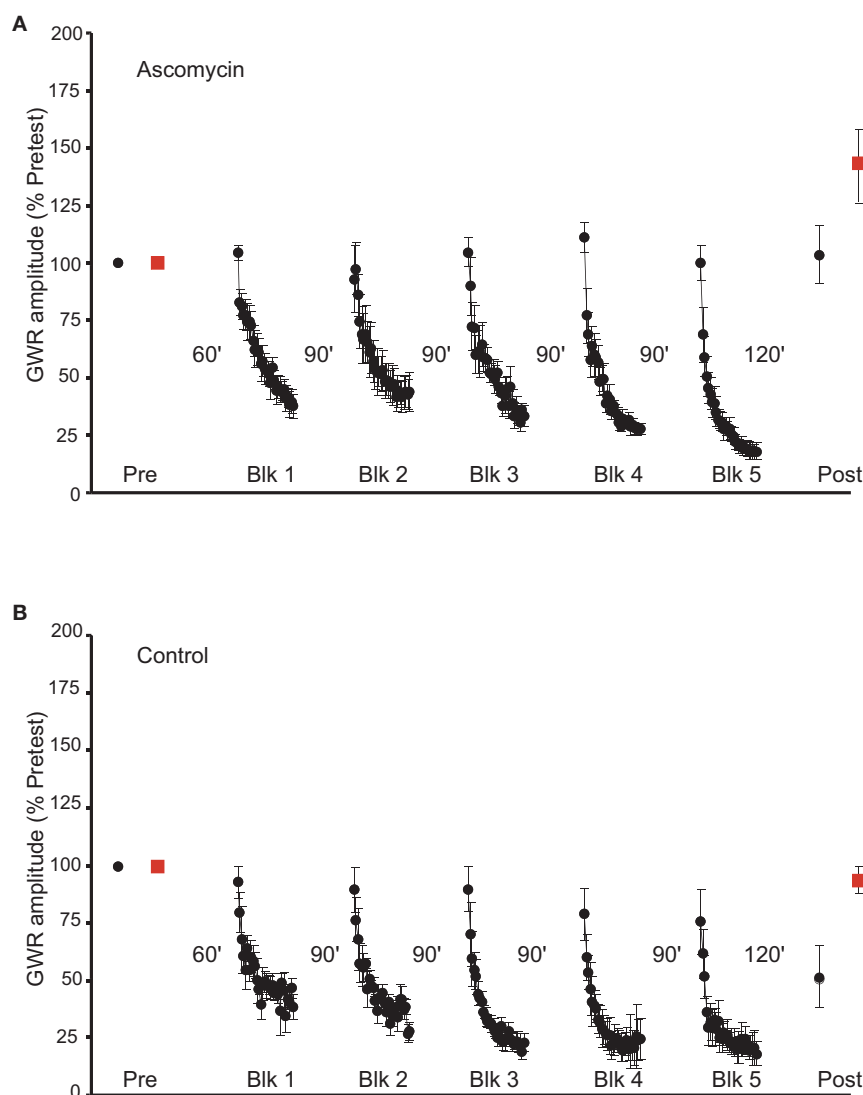 A
Ascomycin
GWR amplitude (% Pretest)
200
175
150
125
100
75
50
25
0
60' 90' 90' 90' 90' 120'
Pre Blk 1 Blk 2 Blk 3 Blk 4 Blk 5 Post
B
Control
GWR amplitude (% Pretest)
200
175
150
125
100
75
50
25
0
60' 90' 90' 90' 90' 120'
Pre Blk 1 Blk 2 Blk 3 Blk 4 Blk 5 Post